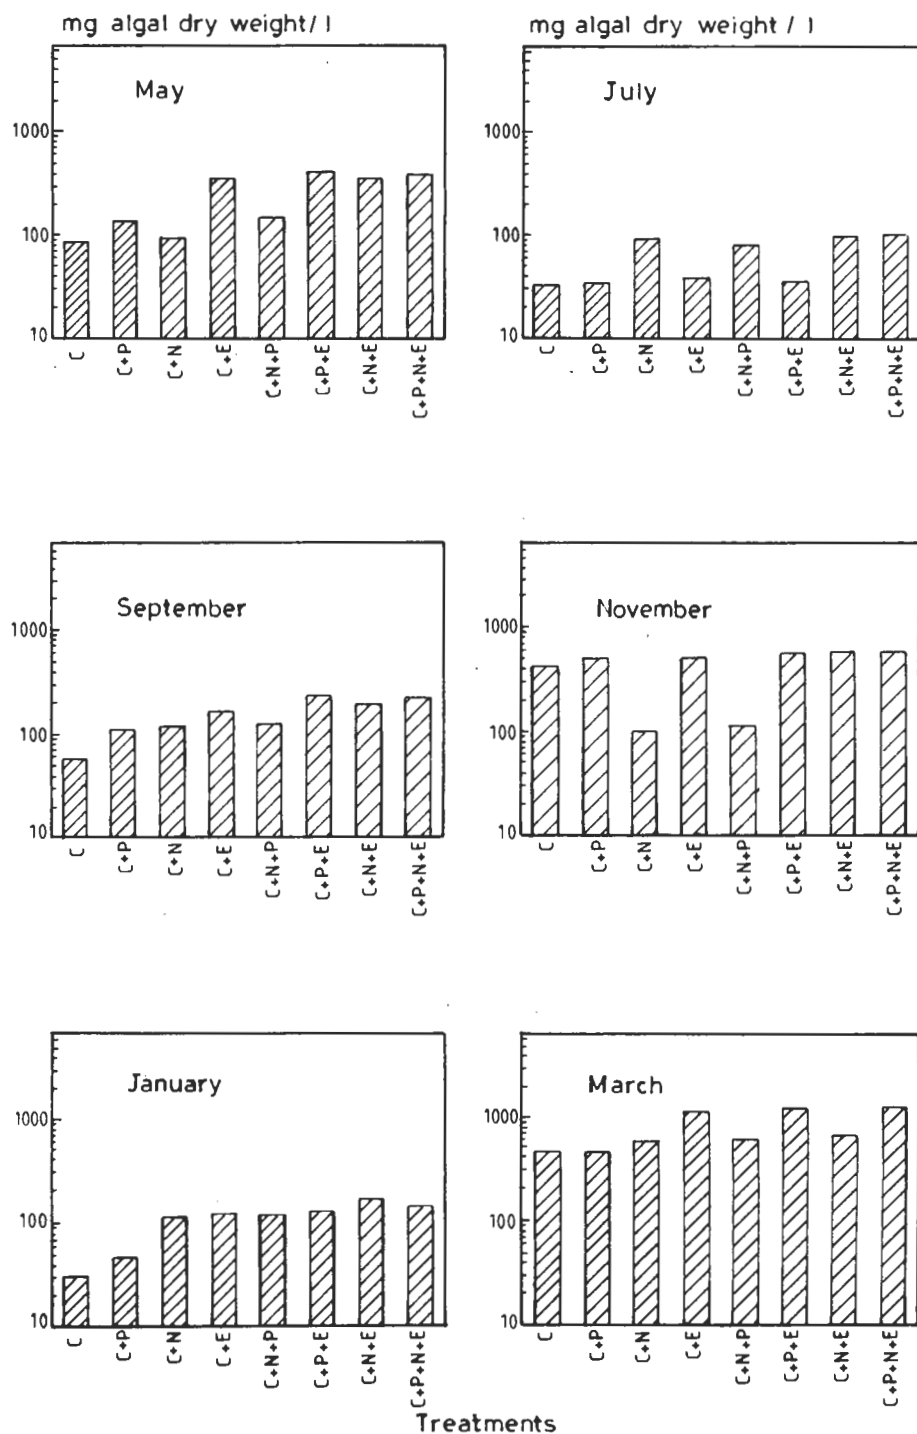 mg algal dry weight/l
May
1000
100
10
C
C+P
C+N
C+E
C+N+P
C+P+E
C+N+E
C+P+N+E
mg algal dry weight / l
July
1000
100
10
C
C+P
C+N
C+E
C+N+P
C+P+E
C+N+E
C+P+N+E
September
1000
100
10
C
C+P
C+N
C+E
C+N+P
C+P+E
C+N+E
C+P+N+E
November
1000
100
10
C
C+P
C+N
C+E
C+N+P
C+P+E
C+N+E
C+P+N+E
January
1000
100
10
C
C+P
C+N
C+E
C+N+P
C+P+E
C+N+E
C+P+N+E
March
1000
100
10
C
C+P
C+N
C+E
C+N+P
C+P+E
C+N+E
C+P+N+E
Treatments